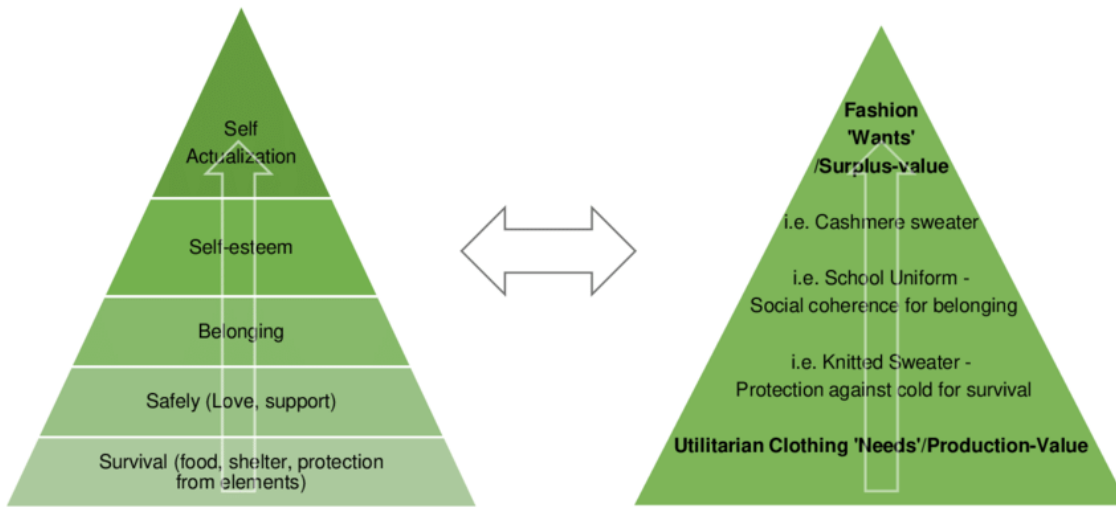 Self
Actualization
Self-esteem
Belonging
Safely (Love, support)
Survival (food, shelter, protection
from elements)
Fashion
'Wants'
/Surplus-value
i.e. Cashmere sweater
i.e. School Uniform -
Social coherence for belonging
i.e. Knitted Sweater -
Protection against cold for survival
Utilitarian Clothing 'Needs'/Production-Value